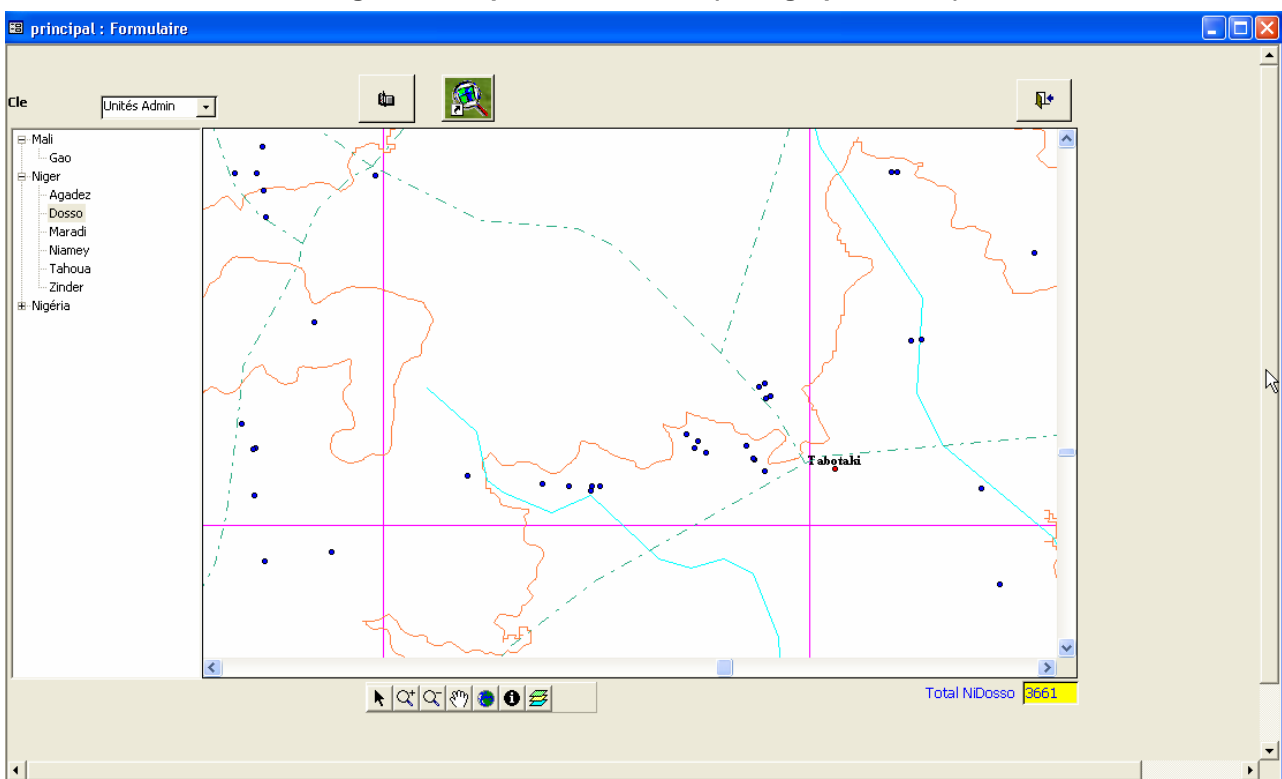 principal : Formulaire
Cle
Unités Admin
Mali
Gao
Niger
Agadez
Dosso
Maradi
Niamey
Tahoua
Zinder
Nigéria
Tabotaki
Total NiDosso 3661